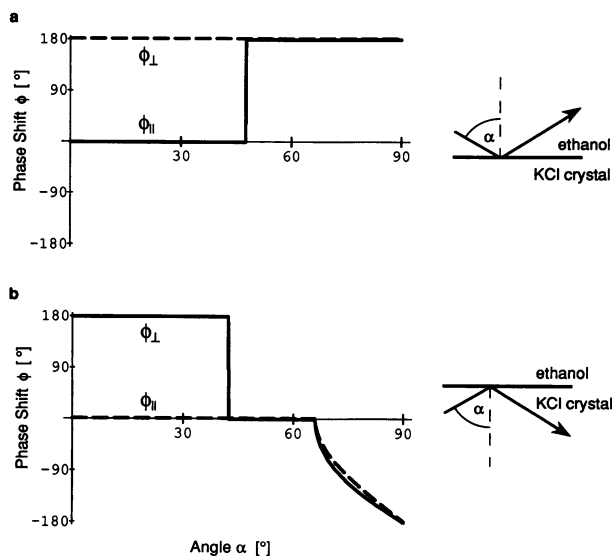 a
Phase Shift ϕ [°]
180
90
-90
-180
30
60
90
ϕ⊥
ϕ||
α
ethanol
KCl crystal
b
Phase Shift ϕ [°]
180
90
-90
-180
30
60
90
ϕ⊥
ϕ||
Angle α [°]
ethanol
KCl crystal
α